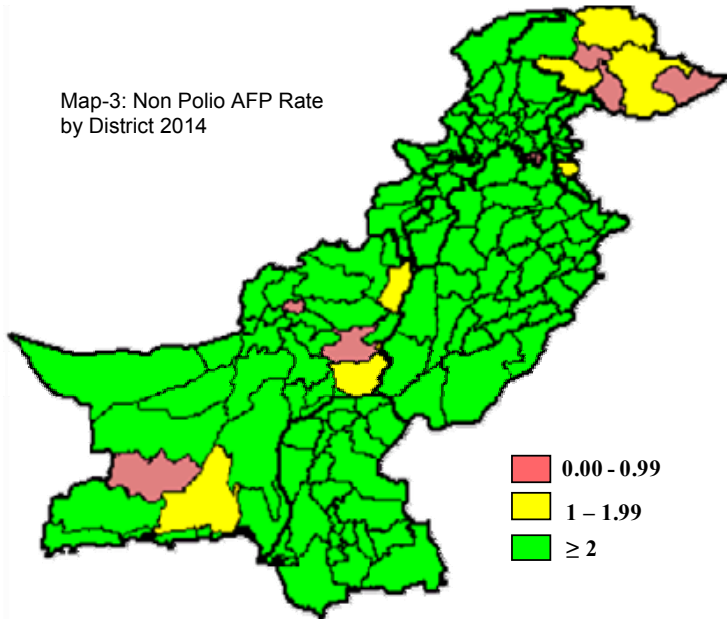 Map-3: Non Polio AFP Rate
by District 2014
0.00 - 0.99
1 – 1.99
≥ 2